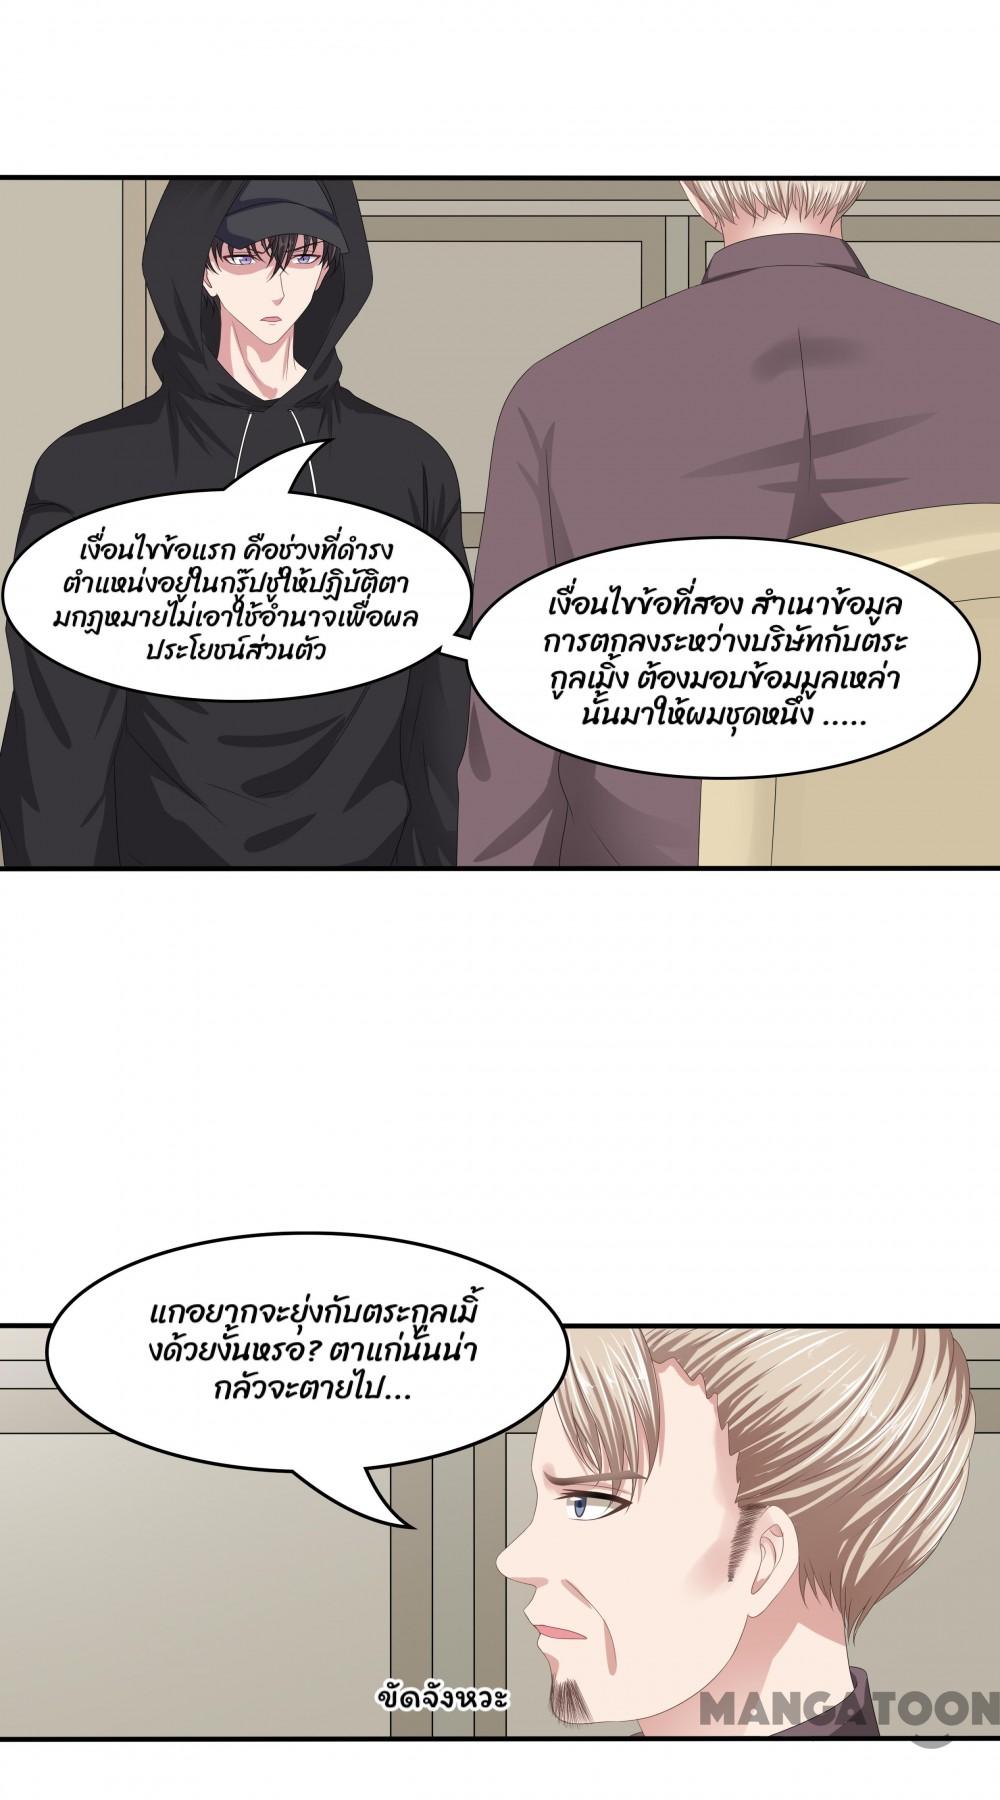 เงื่อนไขข้อแรก คือช่วงที่ดำรง
ตำแหน่งอยู่ในกรุ๊ปชู่ให้ปฏิบัติตา
มกฏหมายไม่เอาใช้อำนาจเพื่อผล
ประโยชน์ส่วนตัว
เงื่อนไขข้อที่สอง สำเนาข้อมูล
การตกลงระหว่างบริษัทกับตระ
กูลเมิ้ง ต้องมอบข้อมมูลเหล่า
นั้นมาให้ผมชุดหนึ่ง .....
แกอยากจะยุ่งกับตระกูลเมิ้
งด้วยงั้นหรอ? ตาแก่นั้นน่า
กลัวจะตายไป...
ขัดจังหวะ
MANGATOON